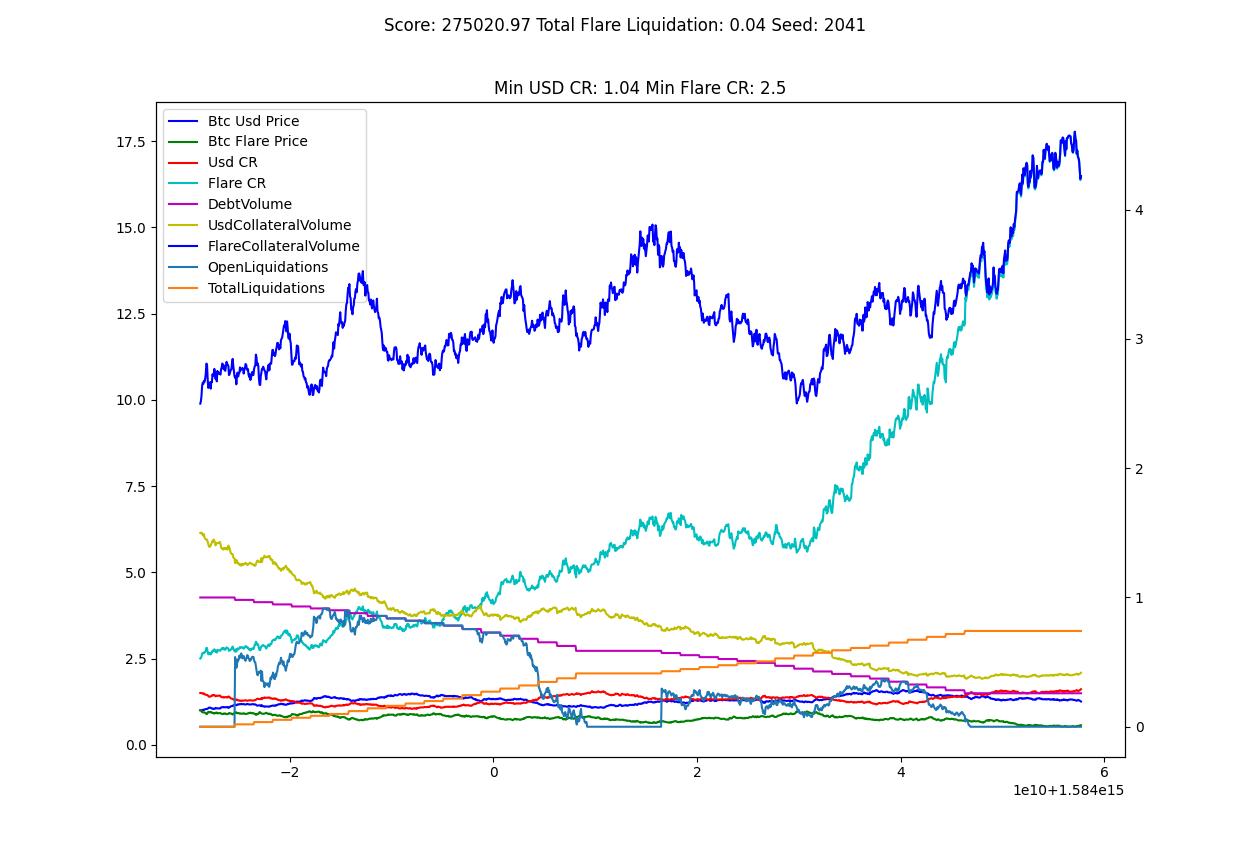 Score: 275020.97 Total Flare Liquidation: 0.04 Seed: 2041
Min USD CR: 1.04 Min Flare CR: 2.5
Btc Usd Price
Btc Flare Price
Usd CR
Flare CR
DebtVolume
UsdCollateralVolume
FlareCollateralVolume
OpenLiquidations
TotalLiquidations
17.5
15.0
12.5
10.0
7.5
5.0
2.5
0.0
4
3
2
1
0
−2
0
2
4
6
1e10+1.584e15